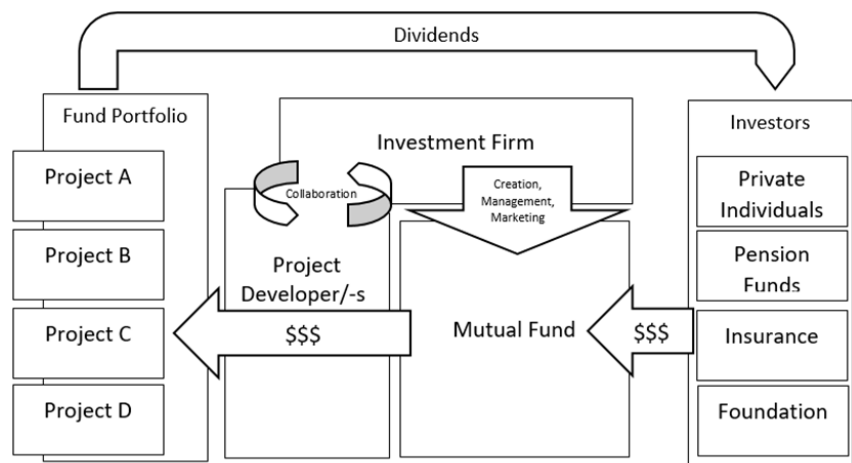 Dividends
Fund Portfolio
Project A
Project B
Project C
Project D
Investment Firm
Collaboration
Creation,
Management,
Marketing
Project
Developer/-s
$$$
Mutual Fund
$$$
Investors
Private
Individuals
Pension
Funds
Insurance
Foundation